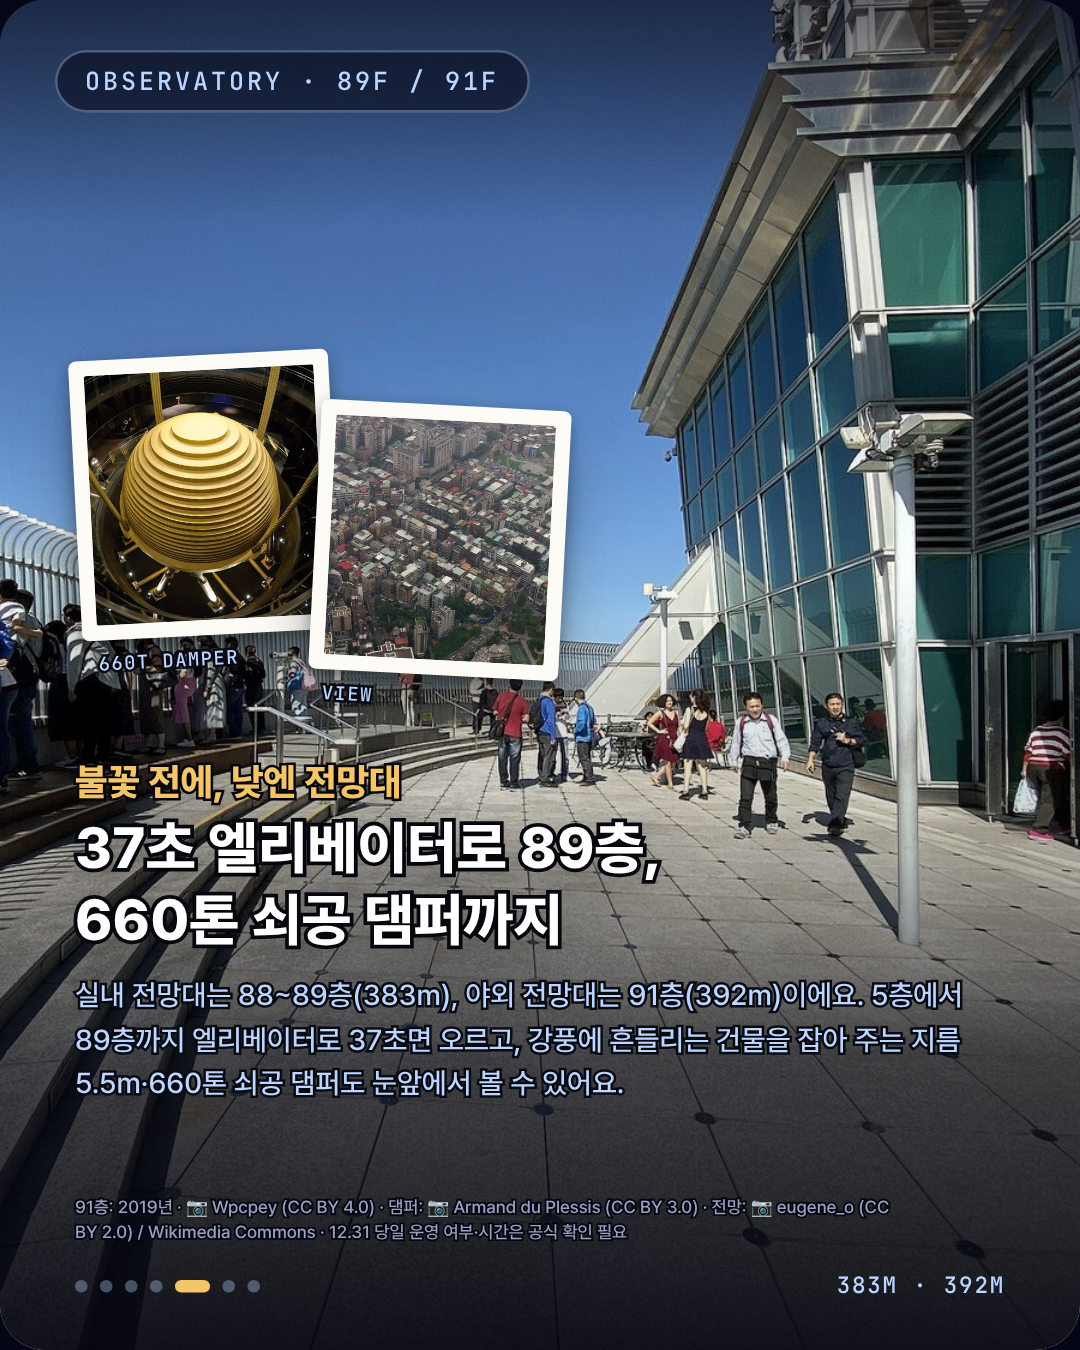 OBSERVATORY · 89F / 91F
660T DAMPER
VIEW
불꽃 전에, 낮엔 전망대
37초 엘리베이터로 89층,
660톤 쇠공 댐퍼까지
실내 전망대는 88~89층(383m), 야외 전망대는 91층(392m)이에요. 5층에서
89층까지 엘리베이터로 37초면 오르고, 강풍에 흔들리는 건물을 잡아 주는 지름
5.5m·660톤 쇠공 댐퍼도 눈앞에서 볼 수 있어요.
91층: 2019년 · 📷 Wpcpey (CC BY 4.0) · 댐퍼: 📷 Armand du Plessis (CC BY 3.0) · 전망: 📷 eugene_o (CC
BY 2.0) / Wikimedia Commons · 12.31 당일 운영 여부·시간은 공식 확인 필요
383M · 392M